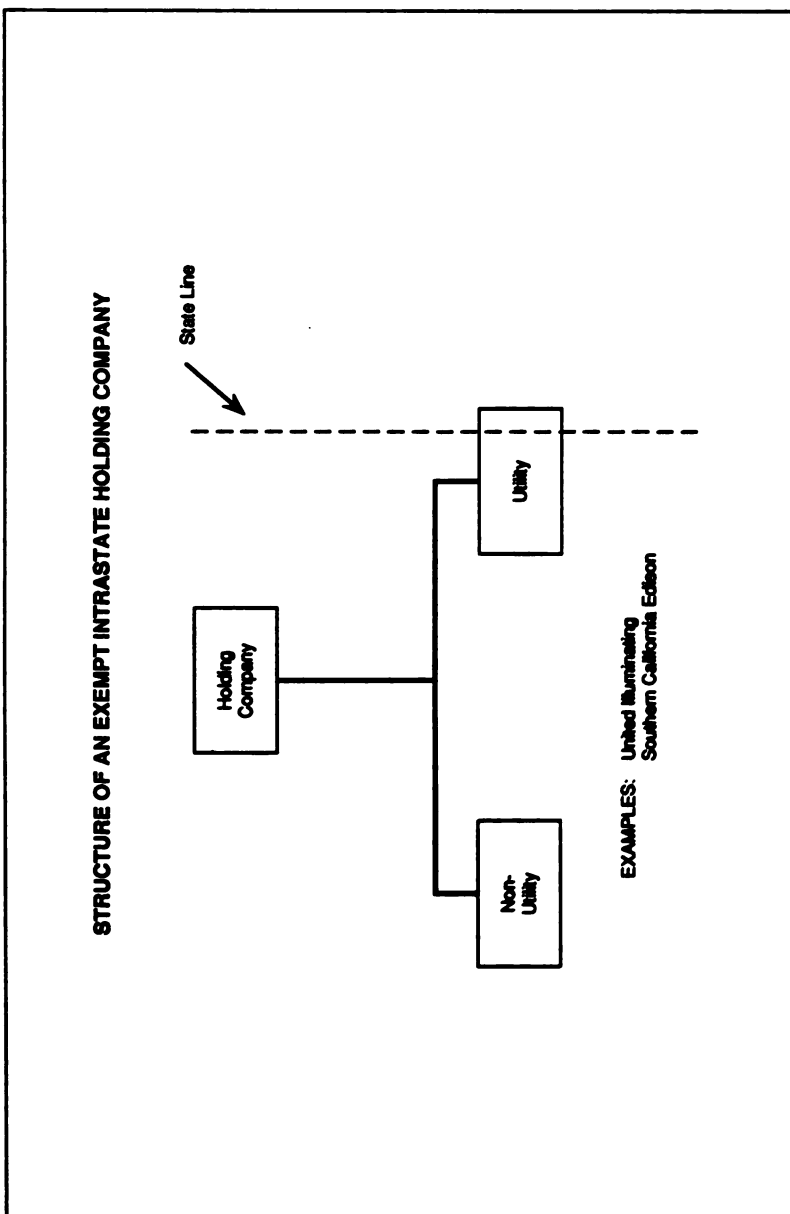 STRUCTURE OF AN EXEMPT INTRASTATE HOLDING COMPANY
State Line
Holding
Company
Non-
Utility
Utility
EXAMPLES: United Illuminating
Southern California Edison